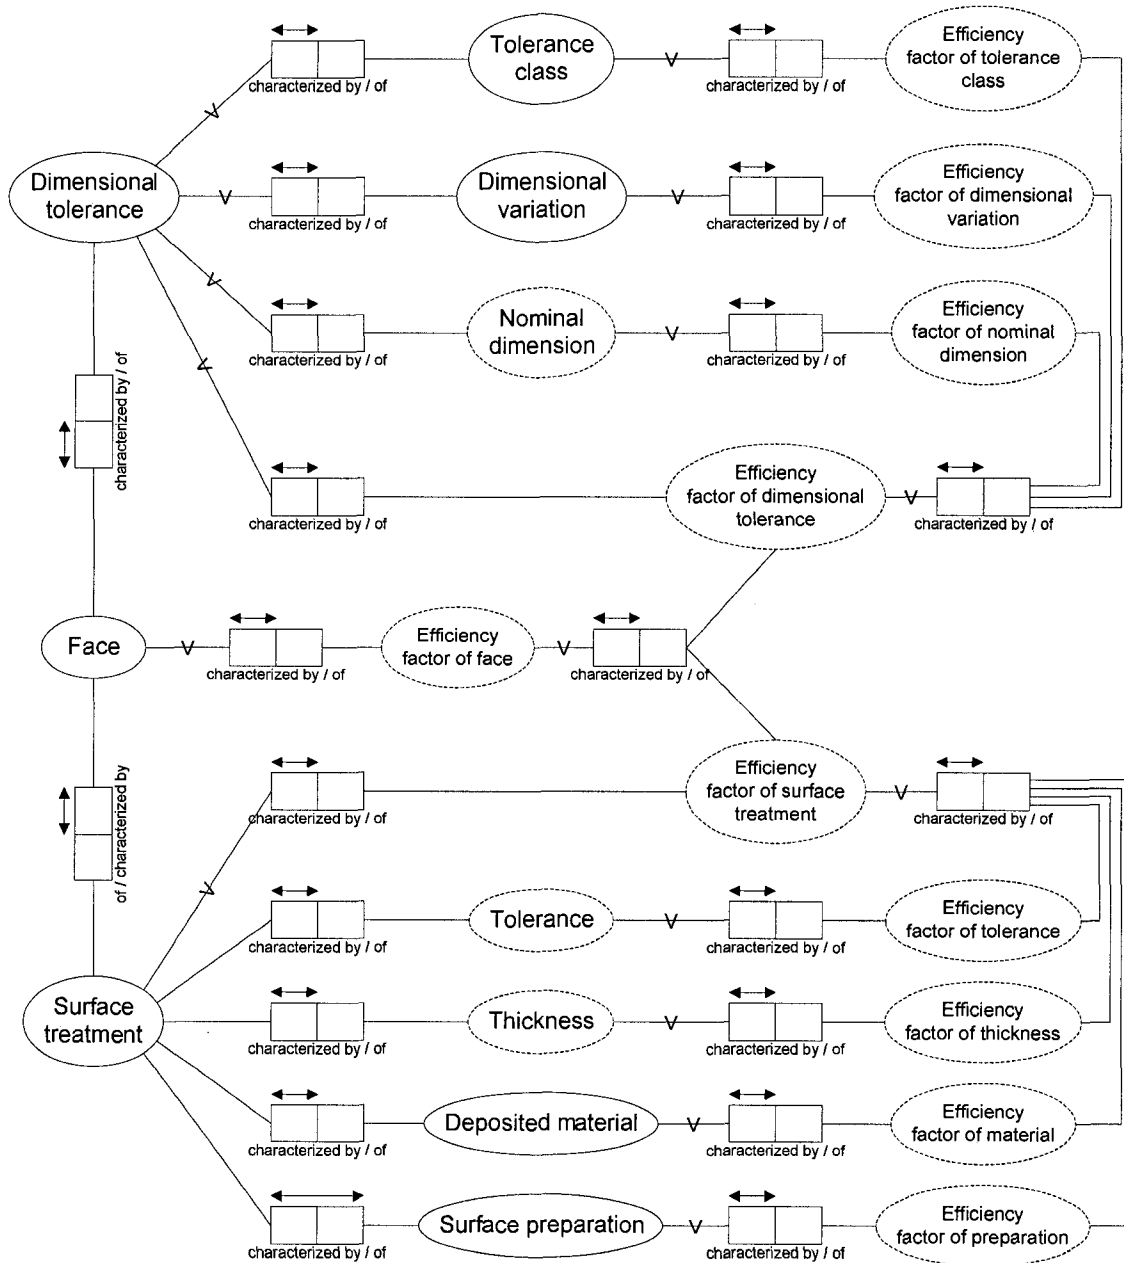 Tolerance
class
characterized by / of
characterized by / of
Efficiency
factor of tolerance
class
Dimensional
tolerance
characterized by / of
Dimensional
variation
characterized by / of
Efficiency
factor of dimensional
variation
characterized by / of
Nominal
dimension
characterized by / of
Efficiency
factor of nominal
dimension
characterized by / of
characterized by / of
Efficiency
factor of dimensional
tolerance
characterized by / of
Face
characterized by / of
Efficiency
factor of face
characterized by / of
of / characterized by
characterized by / of
Efficiency
factor of surface
treatment
characterized by / of
characterized by / of
Tolerance
characterized by / of
Efficiency
factor of tolerance
Surface
treatment
characterized by / of
Thickness
characterized by / of
Efficiency
factor of thickness
characterized by / of
Deposited material
characterized by / of
Efficiency
factor of material
characterized by / of
Surface preparation
characterized by / of
Efficiency
factor of preparation